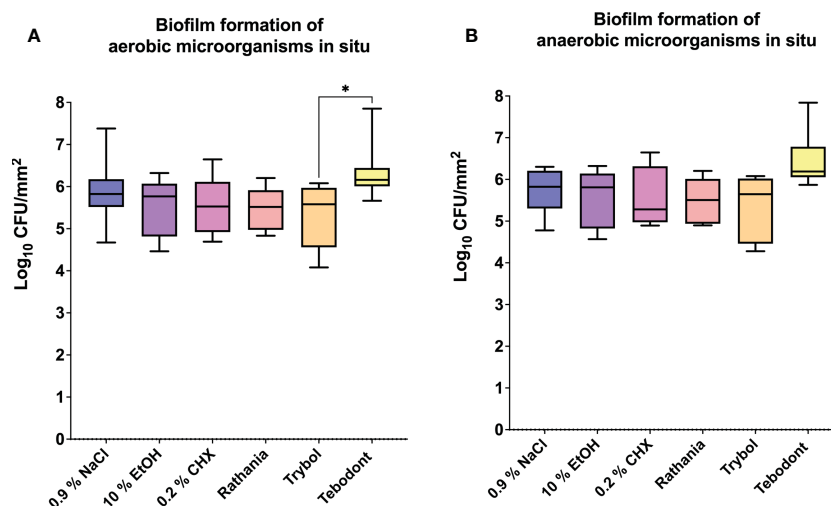 A
Biofilm formation of
aerobic microorganisms in situ
Log10 CFU/mm2
8
7
6
5
4
3
2
1
0
*
0.9 % NaCl
10 % EtOH
0.2 % CHX
Rathania
Trybol
Tebodont
B
Biofilm formation of
anaerobic microorganisms in situ
Log10 CFU/mm2
8
7
6
5
4
3
2
1
0
0.9 % NaCl
10 % EtOH
0.2 % CHX
Rathania
Trybol
Tebodont